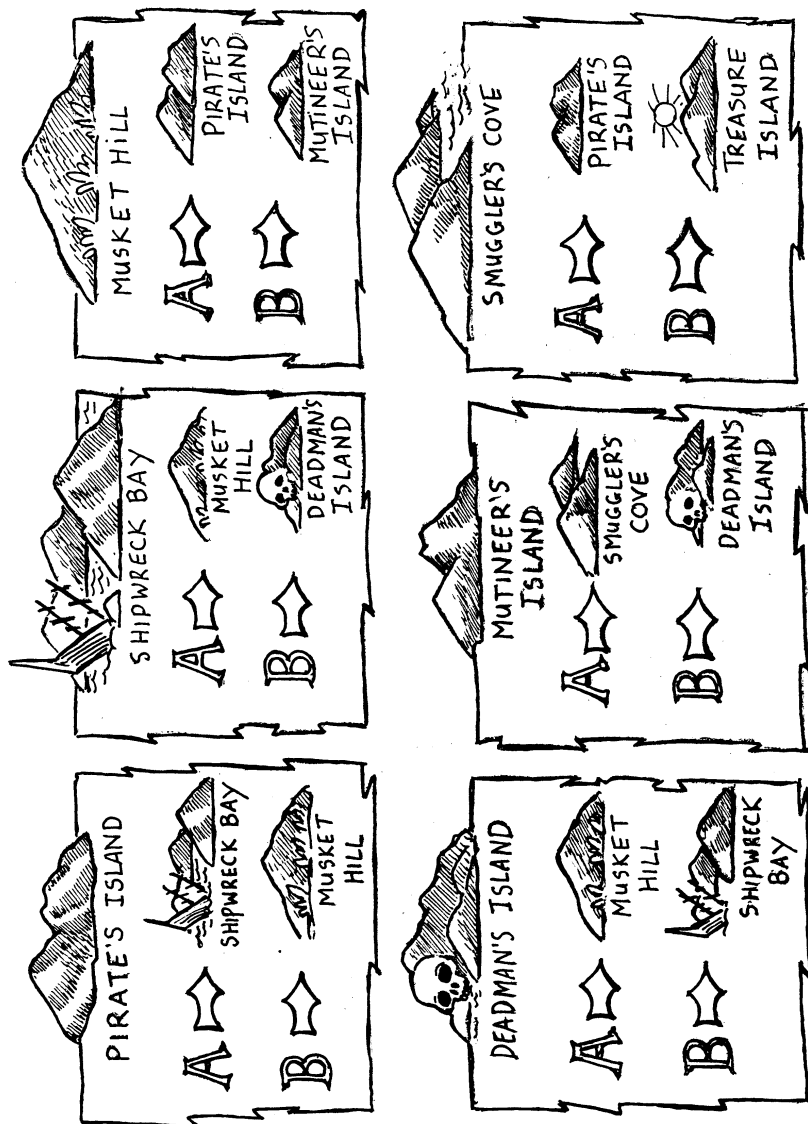 PIRATE'S ISLAND
A
SHIPWRECK BAY
B
MUSKET
HILL
SHIPWRECK BAY
A
MUSKET
HILL
B
DEADMAN'S
ISLAND
MUSKET HILL
A
PIRATE'S
ISLAND
B
MUTINEER'S
ISLAND
DEADMAN'S ISLAND
A
MUSKET
HILL
B
SHIPWRECK
BAY
MUTINEER'S
ISLAND
A
SMUGGLER'S
COVE
B
DEADMAN'S
ISLAND
SMUGGLER'S COVE
A
PIRATE'S
ISLAND
B
TREASURE
ISLAND